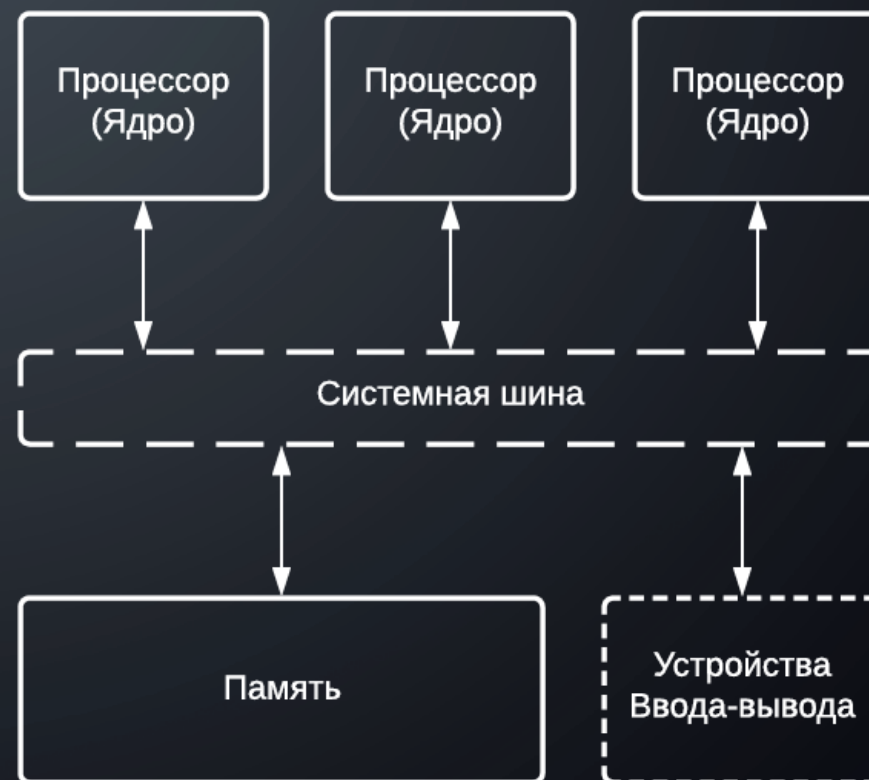 Процессор
(Ядро)
Процессор
(Ядро)
Процессор
(Ядро)
Системная шина
Память
Устройства
Ввода-вывода